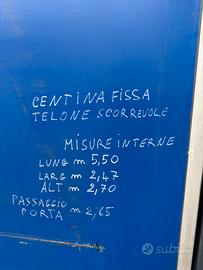 CENTINA FISSA
TELONE SCORREVOLE
MISURE INTERNE
LUNG m 5,50
LARG m 2,47
ALT m 2,70
PASSAGGIO
PORTA m 2,65
subito